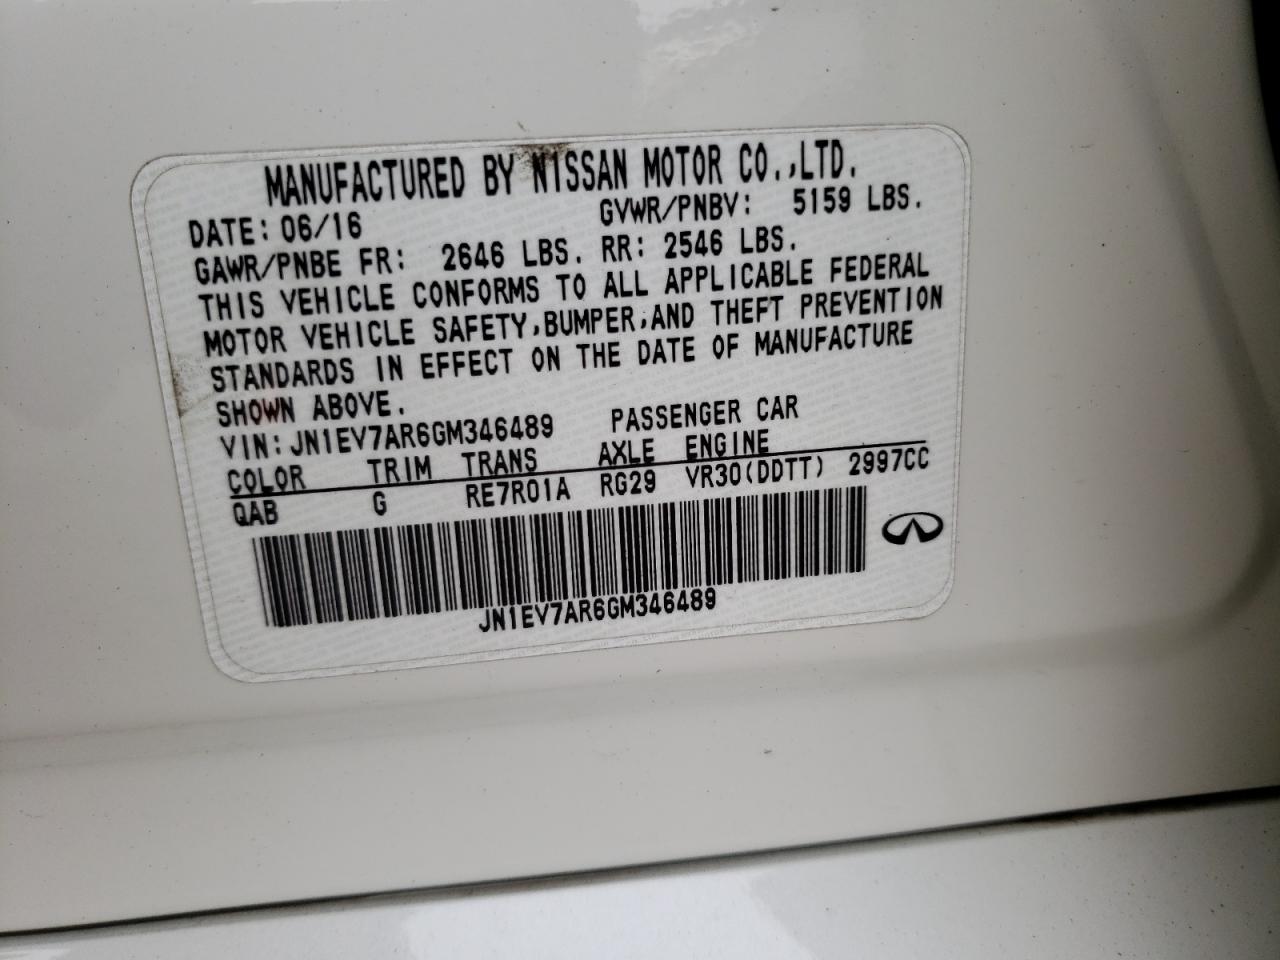 MANUFACTURED BY NISSAN MOTOR CO.,LTD.
DATE: 06/16 GVWR/PNBV: 5159 LBS.
GAWR/PNBE FR: 2646 LBS. RR: 2546 LBS.
THIS VEHICLE CONFORMS TO ALL APPLICABLE FEDERAL
MOTOR VEHICLE SAFETY,BUMPER,AND THEFT PREVENTION
STANDARDS IN EFFECT ON THE DATE OF MANUFACTURE
SHOWN ABOVE.
VIN: JN1EV7AR6GM346489 PASSENGER CAR
COLOR TRIM TRANS AXLE ENGINE
QAB G RE7R01A RG29 VR30(DDTT) 2997CC
JN1EV7AR6GM346489